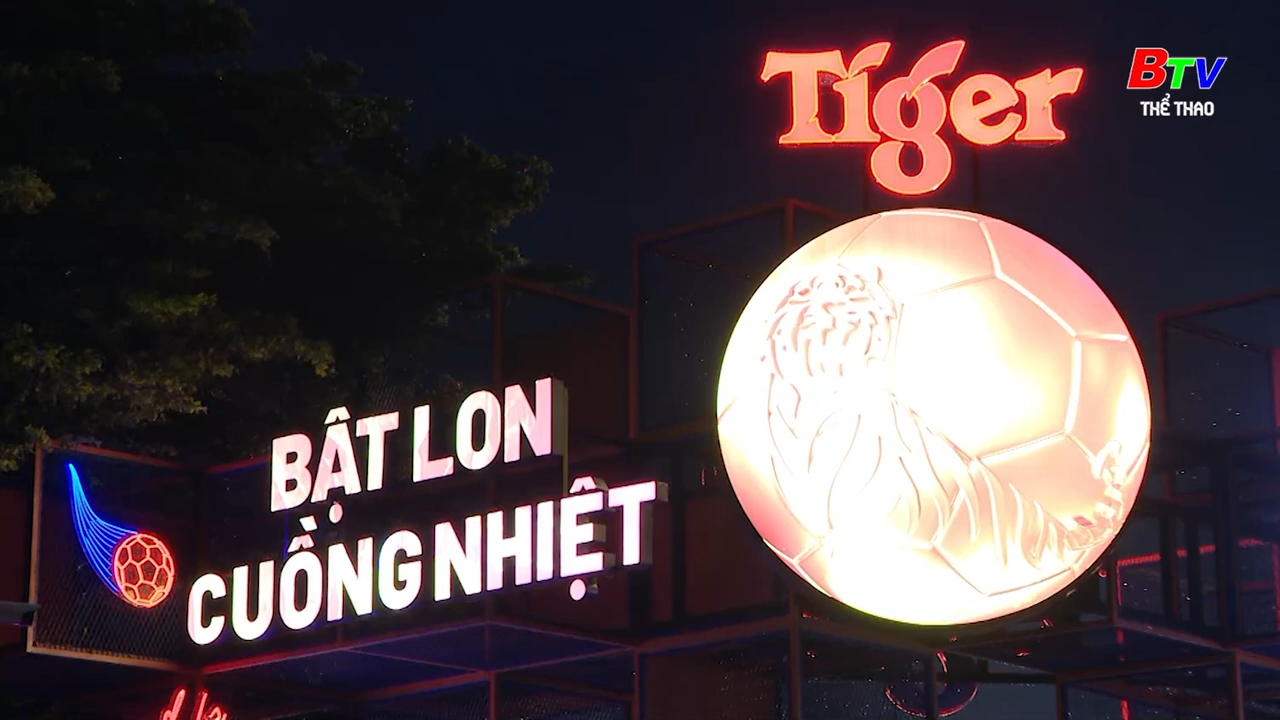 Tiger
BTV
THỂ THAO
BẬT LON
CUỒNG NHIỆT